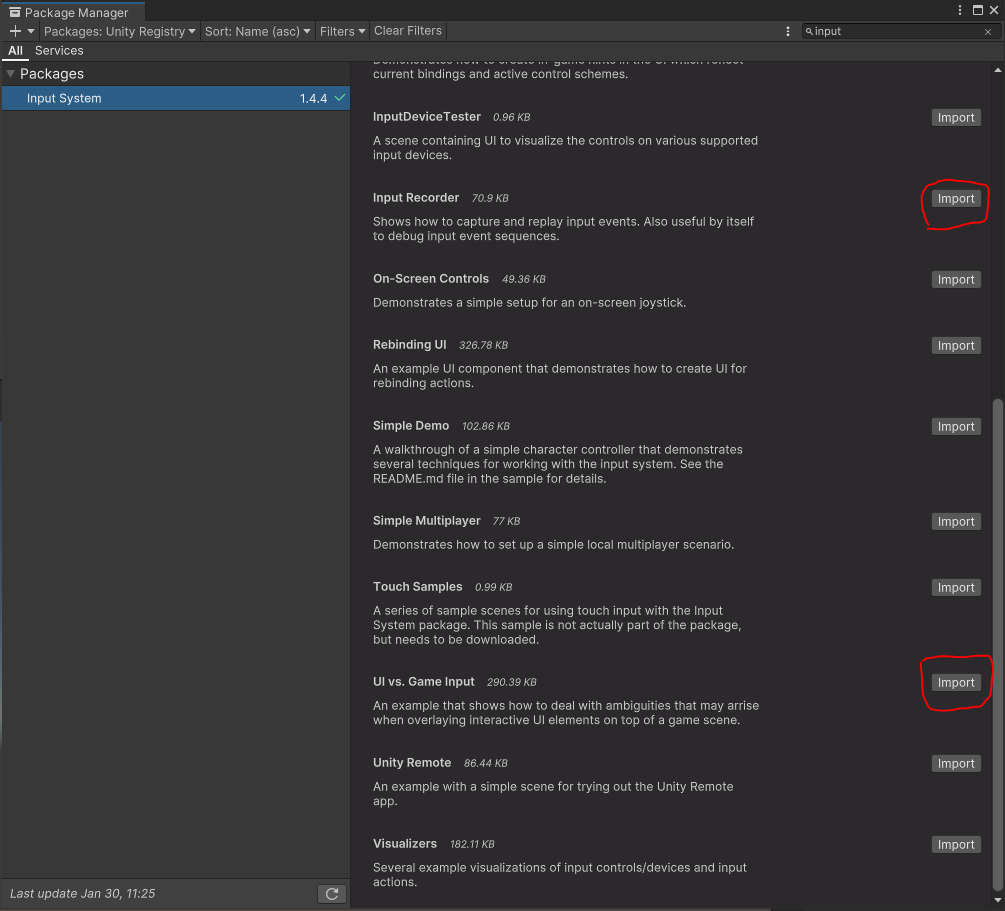 Package Manager
Packages: Unity Registry Sort: Name (asc) Filters Clear Filters input
All Services
Packages
Input System 1.4.4
current bindings and active control schemes.
InputDeviceTester 0.96 KB Import
A scene containing UI to visualize the controls on various supported
input devices.
Input Recorder 70.9 KB Import
Shows how to capture and replay input events. Also useful by itself
to debug input event sequences.
On-Screen Controls 49.36 KB Import
Demonstrates a simple setup for an on-screen joystick.
Rebinding UI 326.78 KB Import
An example UI component that demonstrates how to create UI for
rebinding actions.
Simple Demo 102.86 KB Import
A walkthrough of a simple character controller that demonstrates
several techniques for working with the input system. See the
README.md file in the sample for details.
Simple Multiplayer 77 KB Import
Demonstrates how to set up a simple local multiplayer scenario.
Touch Samples 0.99 KB Import
A series of sample scenes for using touch input with the Input
System package. This sample is not actually part of the package,
but needs to be downloaded.
UI vs. Game Input 290.39 KB Import
An example that shows how to deal with ambiguities that may arrise
when overlaying interactive UI elements on top of a game scene.
Unity Remote 86.44 KB Import
An example with a simple scene for trying out the Unity Remote
app.
Visualizers 182.11 KB Import
Several example visualizations of input controls/devices and input
actions.
Last update Jan 30, 11:25